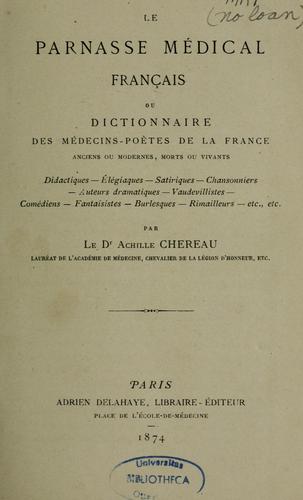 (no loan)
LE
PARNASSE MÉDICAL
FRANÇAIS
OU
DICTIONNAIRE
DES MÉDECINS-POÈTES DE LA FRANCE
ANCIENS OU MODERNES, MORTS OU VIVANTS
Didactiques — Élégiaques — Satiriques — Chansonniers
— Auteurs dramatiques — Vaudevillistes —
Comédiens — Fantaisistes — Burlesques — Rimailleurs — etc., etc.
PAR
LE Dr ACHILLE CHEREAU
LAURÉAT DE L'ACADÉMIE DE MÉDECINE, CHEVALIER DE LA LÉGION D'HONNEUR, ETC.
PARIS
ADRIEN DELAHAYE, LIBRAIRE-ÉDITEUR
PLACE DE L'ÉCOLE-DE-MÉDECINE
1874
Universitas
BIBLIOTHECA